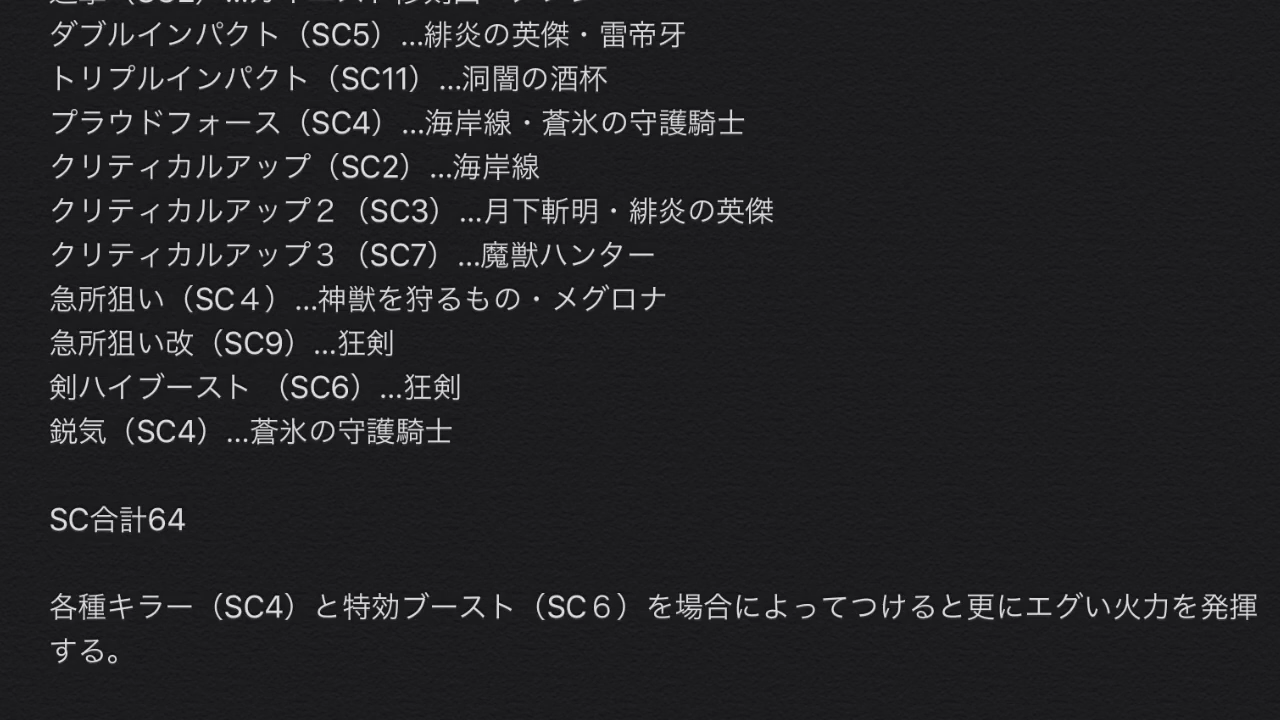 ダブルインパクト（SC5）…緋炎の英傑・雷帝牙
トリプルインパクト（SC11）…洞闇の酒杯
プラウドフォース（SC4）…海岸線・蒼氷の守護騎士
クリティカルアップ（SC2）…海岸線
クリティカルアップ２（SC3）…月下斬明・緋炎の英傑
クリティカルアップ３（SC7）…魔獣ハンター
急所狙い（SC４）…神獣を狩るもの・メグロナ
急所狙い改（SC9）…狂剣
剣ハイブースト （SC6）…狂剣
鋭気（SC4）…蒼氷の守護騎士
SC合計64
各種キラー（SC4）と特効ブースト（SC６）を場合によってつけると更にエグい火力を発揮
する。